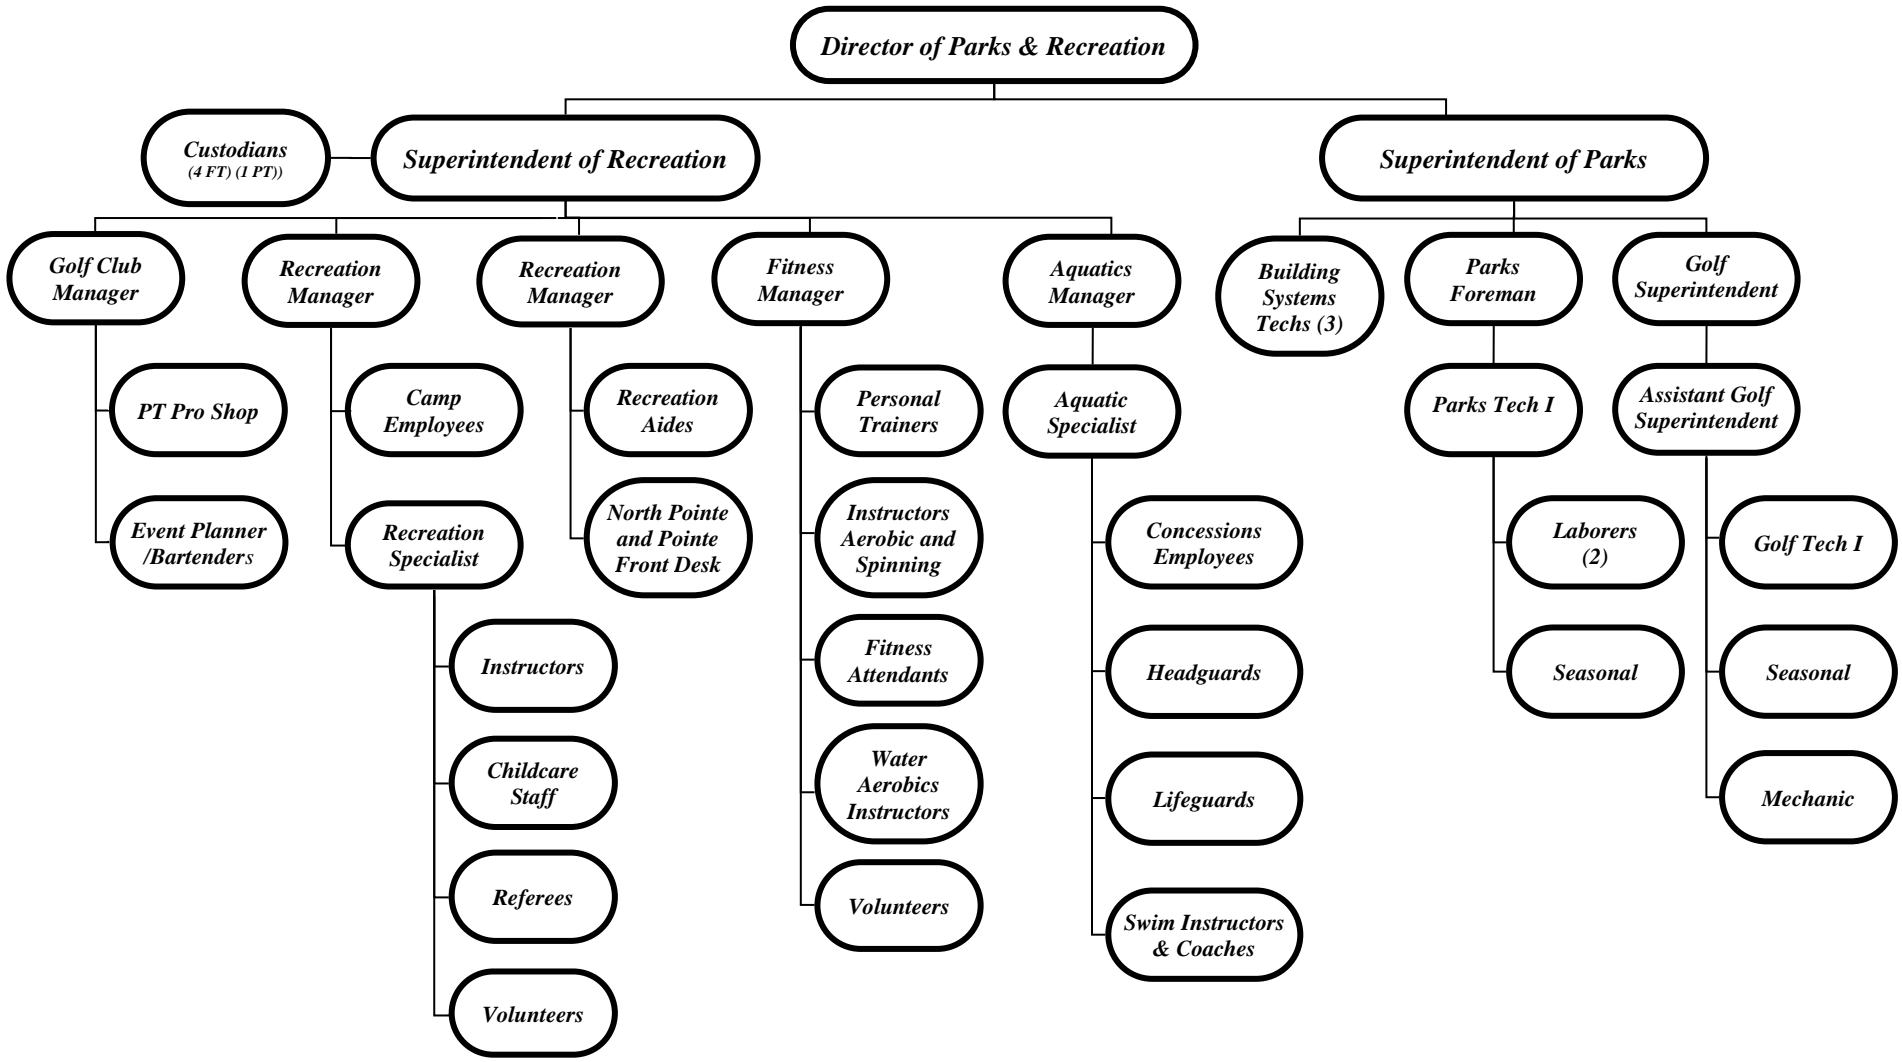 Director of Parks & Recreation
Custodians
(4 FT) (1 PT))
Superintendent of Recreation
Superintendent of Parks
Golf Club
Manager
Recreation
Manager
Recreation
Manager
Fitness
Manager
Aquatics
Manager
Building
Systems
Techs (3)
Parks
Foreman
Golf
Superintendent
PT Pro Shop
Camp
Employees
Recreation
Aides
Personal
Trainers
Aquatic
Specialist
Parks Tech I
Assistant Golf
Superintendent
Event Planner
/Bartenders
Recreation
Specialist
North Pointe
and Pointe
Front Desk
Instructors
Aerobic and
Spinning
Concessions
Employees
Laborers
(2)
Golf Tech I
Instructors
Fitness
Attendants
Headguards
Seasonal
Seasonal
Childcare
Staff
Water
Aerobics
Instructors
Lifeguards
Mechanic
Referees
Volunteers
Swim Instructors
& Coaches
Volunteers